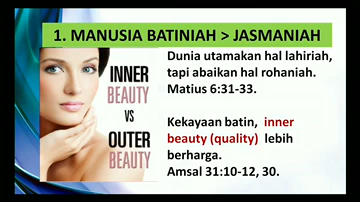 1. MANUSIA BATINIAH > JASMANIAH
INNER
BEAUTY
VS
OUTER
BEAUTY
Dunia utamakan hal lahiriah,
tapi abaikan hal rohaniah.
Matius 6:31-33.
Kekayaan batin, inner
beauty (quality) lebih
berharga.
Amsal 31:10-12, 30.